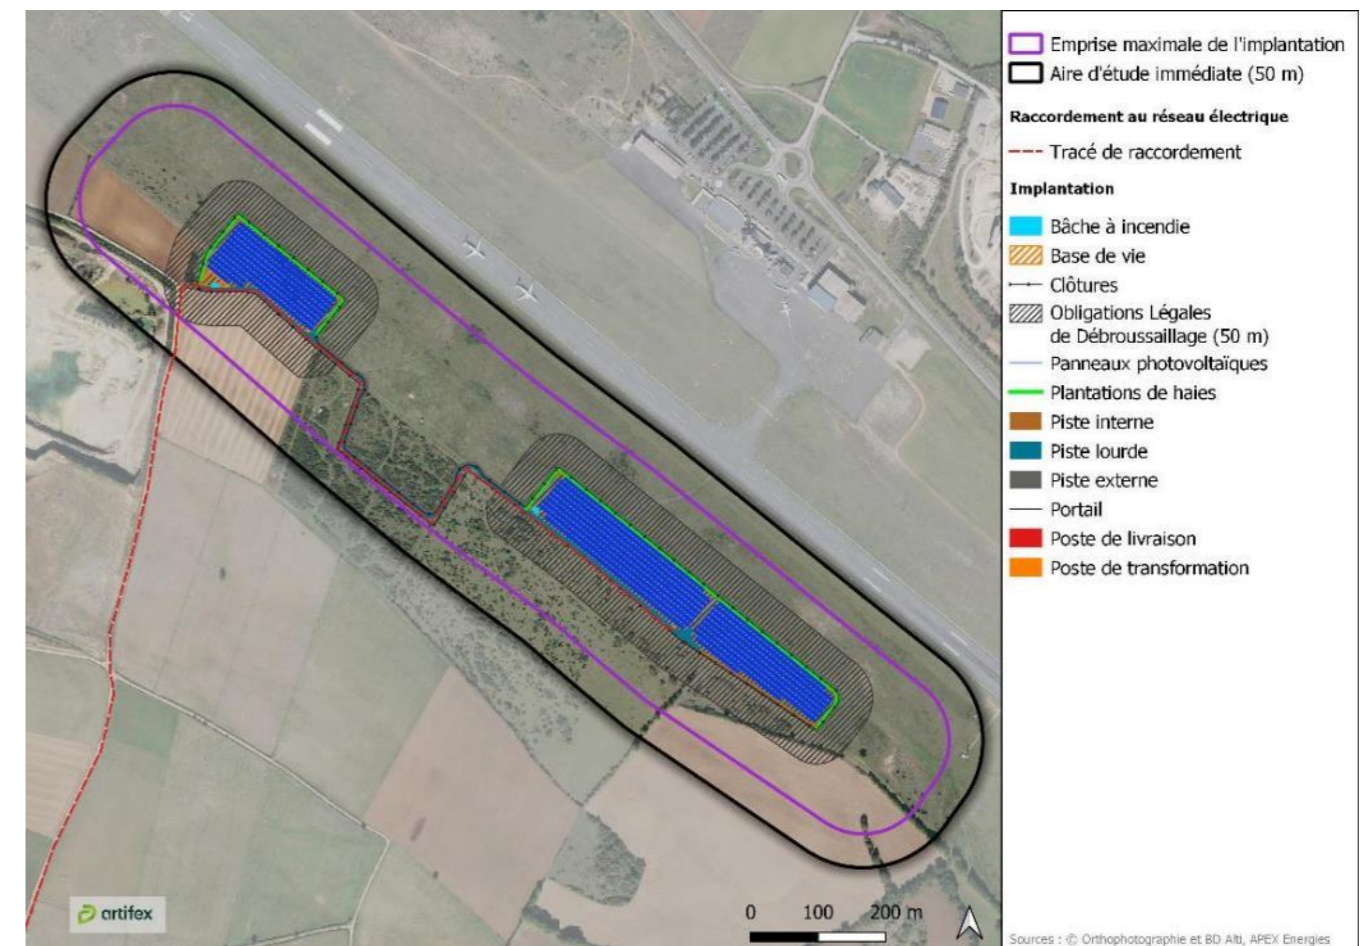 Emprise maximale de l'implantation
Aire d'étude immédiate (50 m)
Raccordement au réseau électrique
Tracé de raccordement
Implantation
Bâche à incendie
Base de vie
Clôtures
Obligations Légales
de Débroussaillage (50 m)
Panneaux photovoltaïques
Plantations de haies
Piste interne
Piste lourde
Piste externe
Portail
Poste de livraison
Poste de transformation
artifex
0 100 200 m
Sources : © Orthophotographie et BD Alti, APEX Energies